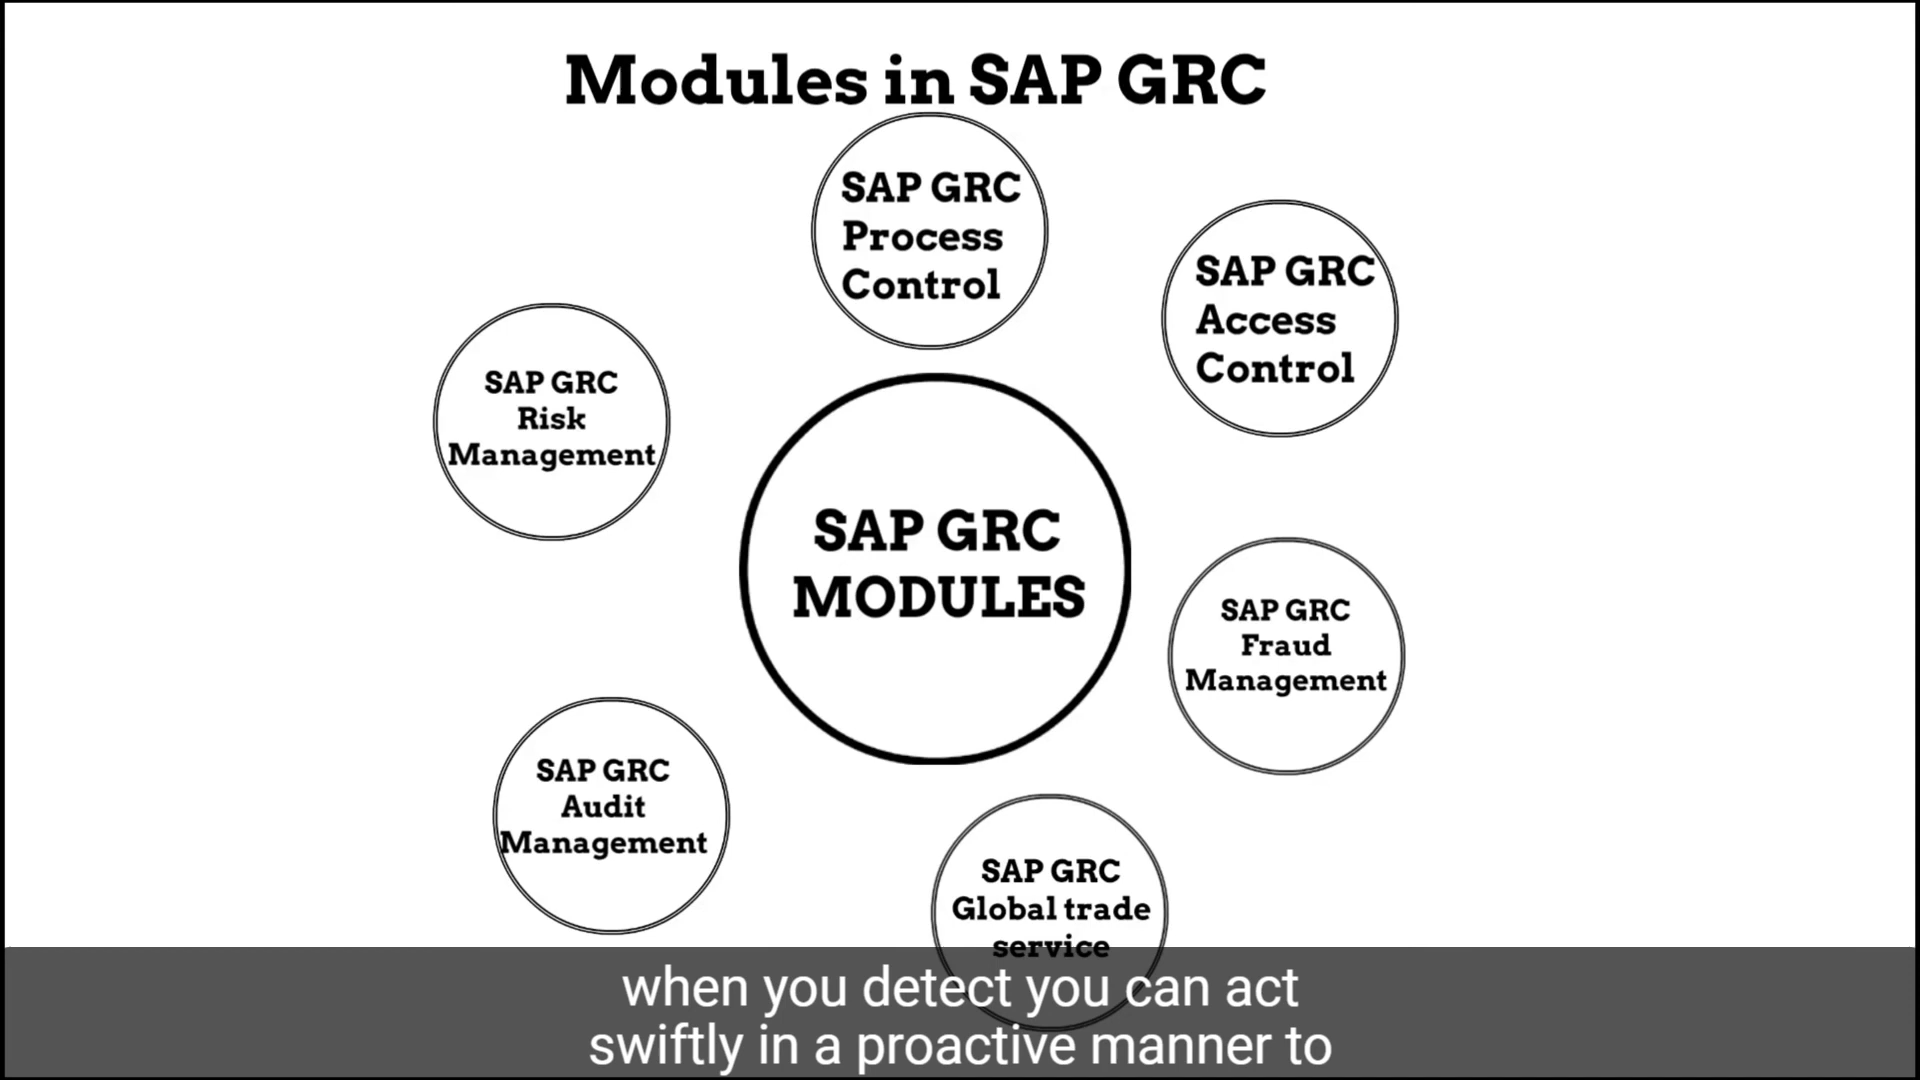 Modules in SAP GRC
SAP GRC
Process
Control
SAP GRC
Access
Control
SAP GRC
Risk
Management
SAP GRC
MODULES
SAP GRC
Fraud
Management
SAP GRC
Audit
Management
SAP GRC
Global trade
service
when you detect you can act
swiftly in a proactive manner to